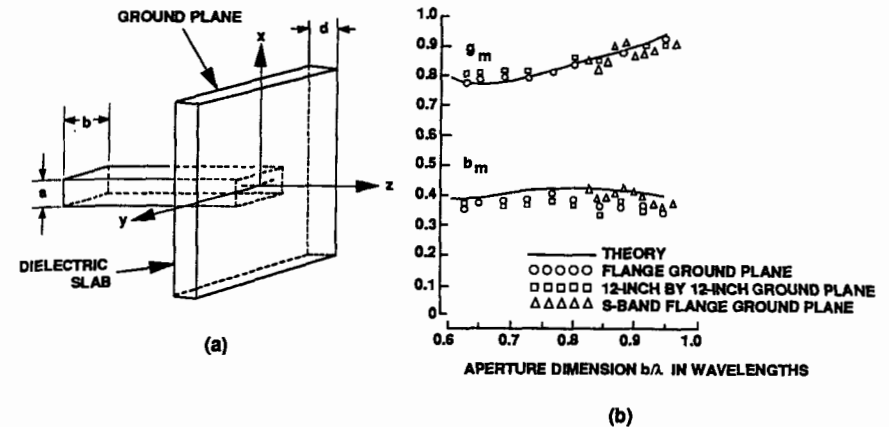 GROUND PLANE
d
x
b
a
z
y
DIELECTRIC
SLAB
(a)
1.0
0.9
0.8
0.7
0.6
0.5
0.4
0.3
0.2
0.1
0
gm
bm
THEORY
FLANGE GROUND PLANE
12-INCH BY 12-INCH GROUND PLANE
S-BAND FLANGE GROUND PLANE
0.6 0.7 0.8 0.9 1.0
APERTURE DIMENSION b/λ IN WAVELENGTHS
(b)